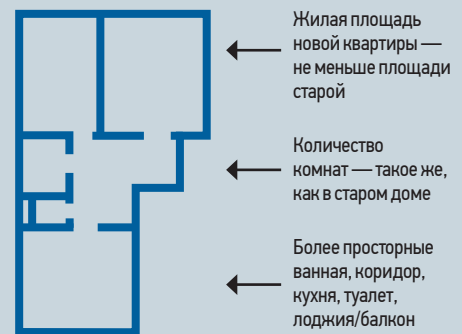 Жилая площадь
новой квартиры —
не меньше площади
старой
Количество
комнат — такое же,
как в старом доме
Более просторные
ванная, коридор,
кухня, туалет,
лоджия/балкон